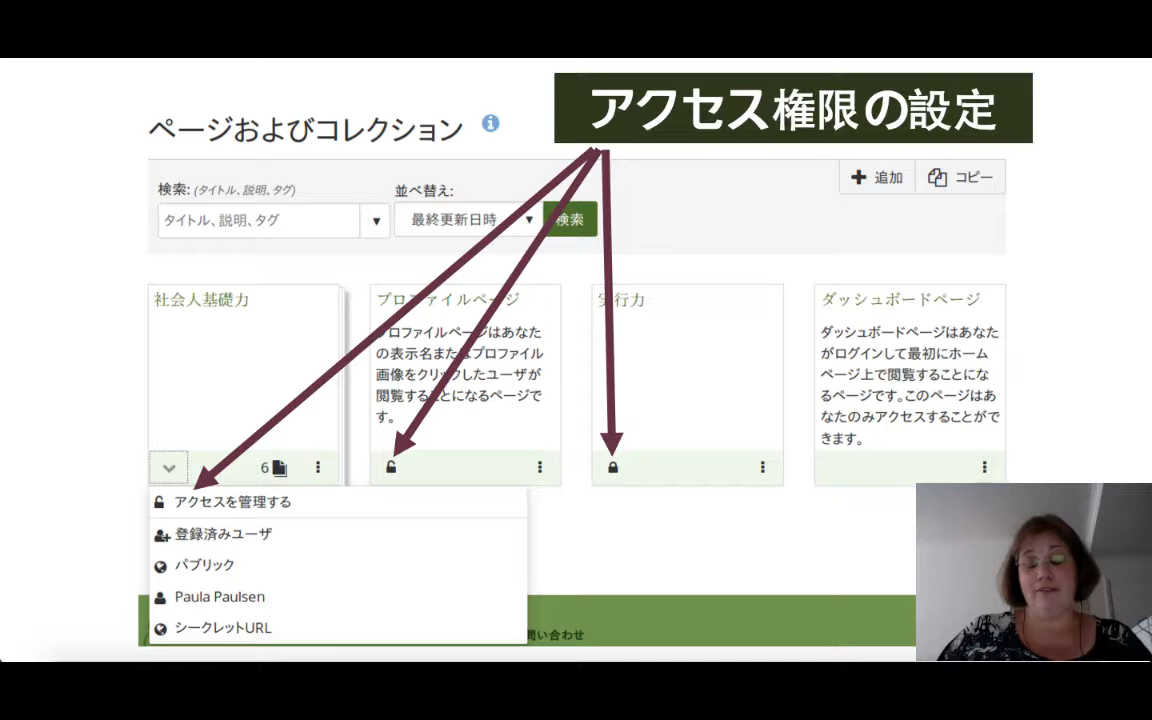 アクセス権限の設定
ページおよびコレクション
検索: (タイトル、説明、タグ)
並べ替え:
追加
コピー
タイトル、説明、タグ
最終更新日時
検索
社会人基礎力
6
プロファイルページ
プロファイルページはあなた
の表示名またはプロファイル
画像をクリックしたユーザが
閲覧することになるページで
す。
実行力
ダッシュボードページ
ダッシュボードページはあなた
がログインして最初にホーム
ページ上で閲覧することにな
るページです。このページはあ
なたのみアクセスすることがで
きます。
アクセスを管理する
登録済みユーザ
パブリック
Paula Paulsen
シークレットURL
問い合わせ